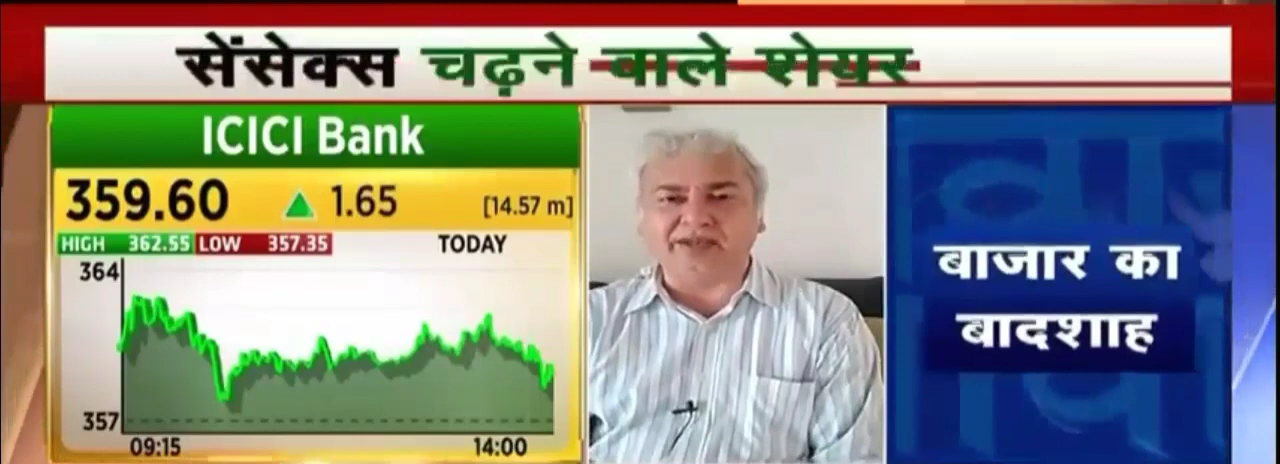 सेंसेक्स चढ़ने वाले शेयर
ICICI Bank
359.60 ▲ 1.65 [14.57 m]
HIGH 362.55 LOW 357.35 TODAY
364
357
09:15 14:00
बाजार का
बादशाह